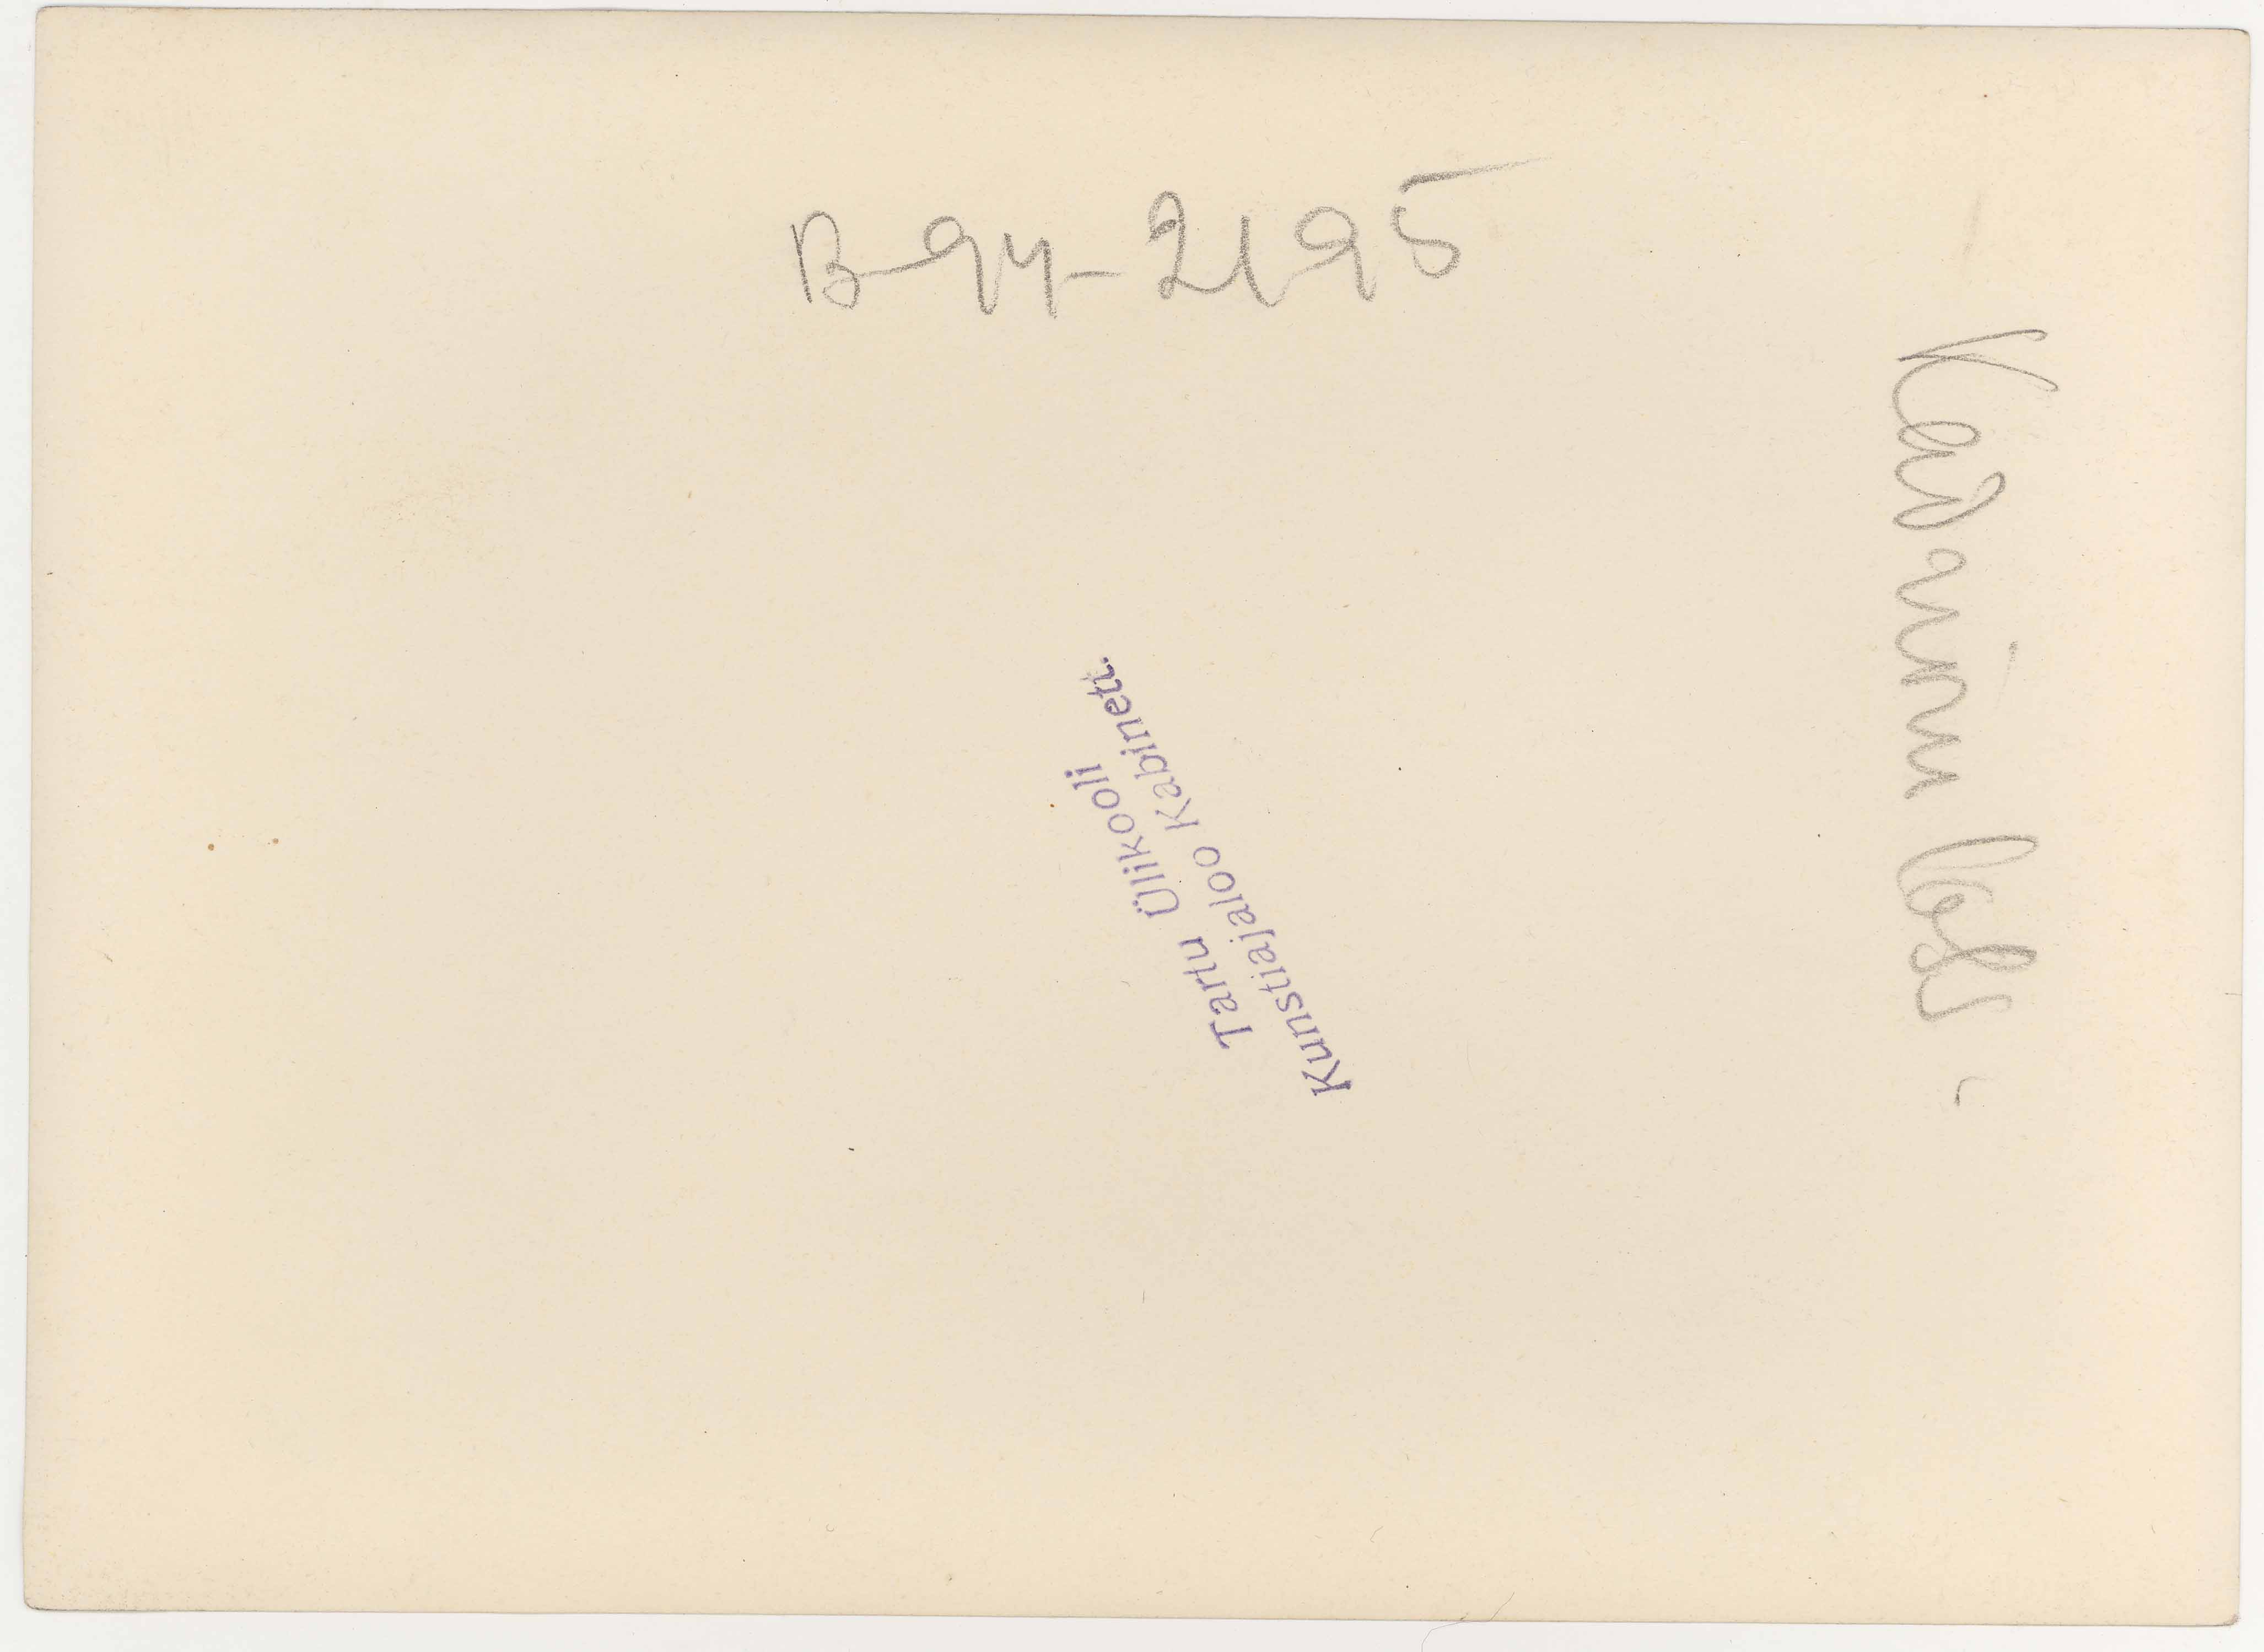 B-94-2195
Tartu Ülikooli
Kunstiajaloo Kabinett.